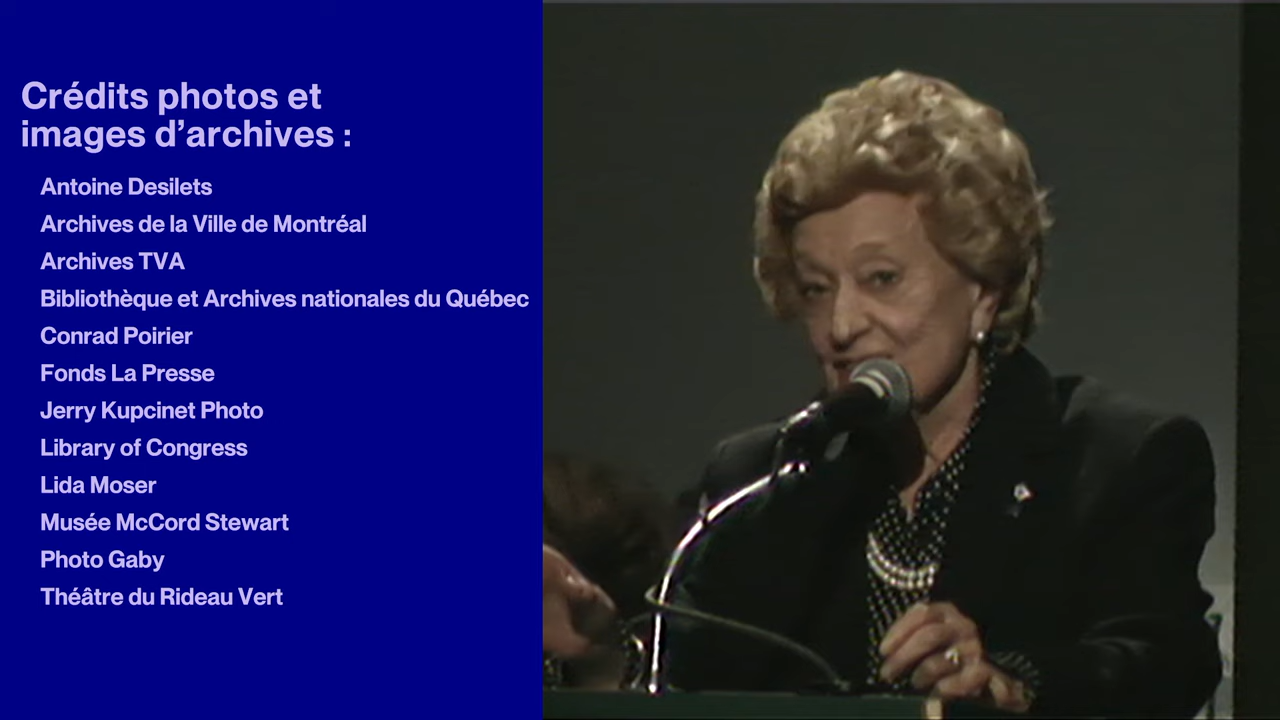 Crédits photos et
images d’archives :
Antoine Desilets
Archives de la Ville de Montréal
Archives TVA
Bibliothèque et Archives nationales du Québec
Conrad Poirier
Fonds La Presse
Jerry Kupcinet Photo
Library of Congress
Lida Moser
Musée McCord Stewart
Photo Gaby
Théâtre du Rideau Vert